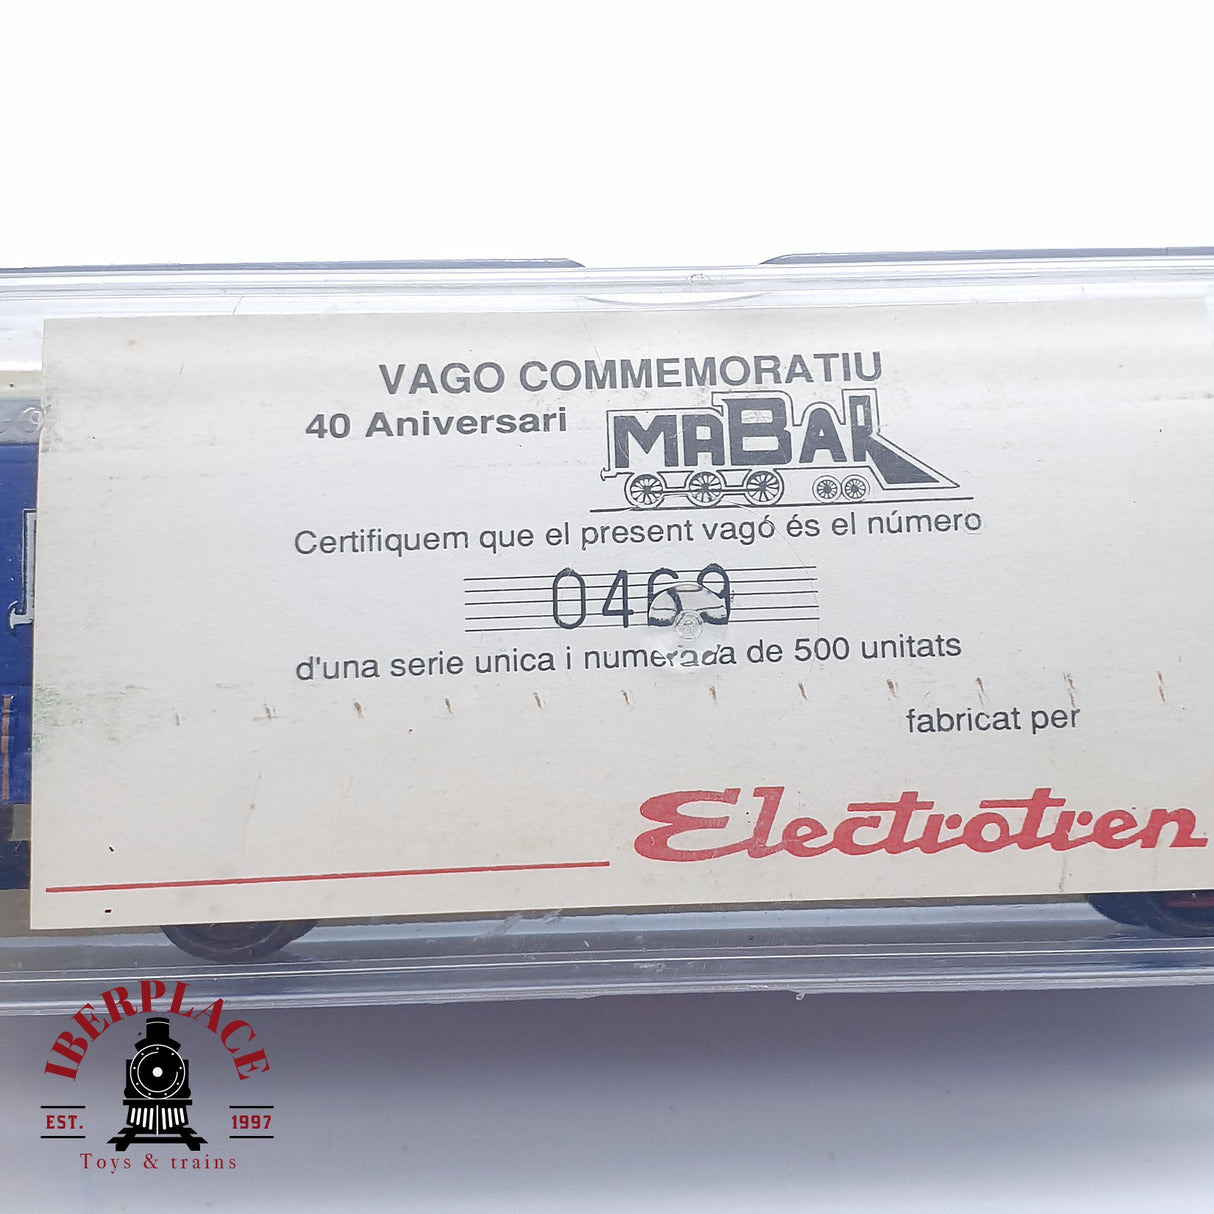 VAGO COMMEMORATIU
40 Aniversari MABAR
Certifiquem que el present vagó és el número
0469
d'una serie unica i numerada de 500 unitats
fabricat per
Electrotren
IBERPLACE
EST. 1997
Toys & trains